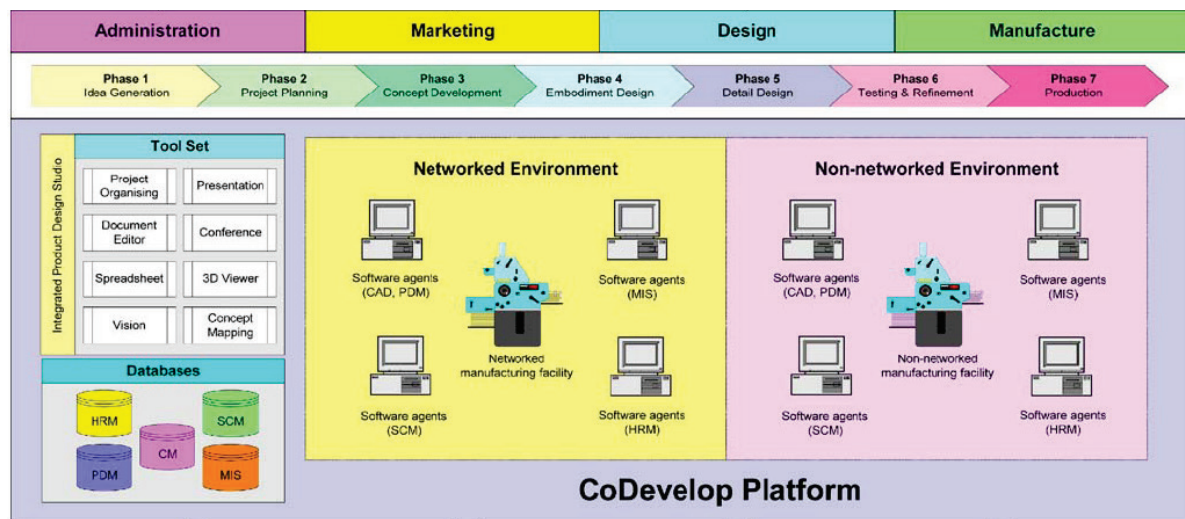 Administration
Marketing
Design
Manufacture
Phase 1
Idea Generation
Phase 2
Project Planning
Phase 3
Concept Development
Phase 4
Embodiment Design
Phase 5
Detail Design
Phase 6
Testing & Refinement
Phase 7
Production
Integrated Product Design Studio
Tool Set
Project
Organising
Presentation
Document
Editor
Conference
Spreadsheet
3D Viewer
Vision
Concept
Mapping
Databases
HRM
SCM
CM
PDM
MIS
Networked Environment
Software agents
(CAD, PDM)
Software agents
(MIS)
Networked
manufacturing facility
Software agents
(SCM)
Software agents
(HRM)
Non-networked Environment
Software agents
(CAD, PDM)
Software agents
(MIS)
Non-networked
manufacturing facility
Software agents
(SCM)
Software agents
(HRM)
CoDevelop Platform